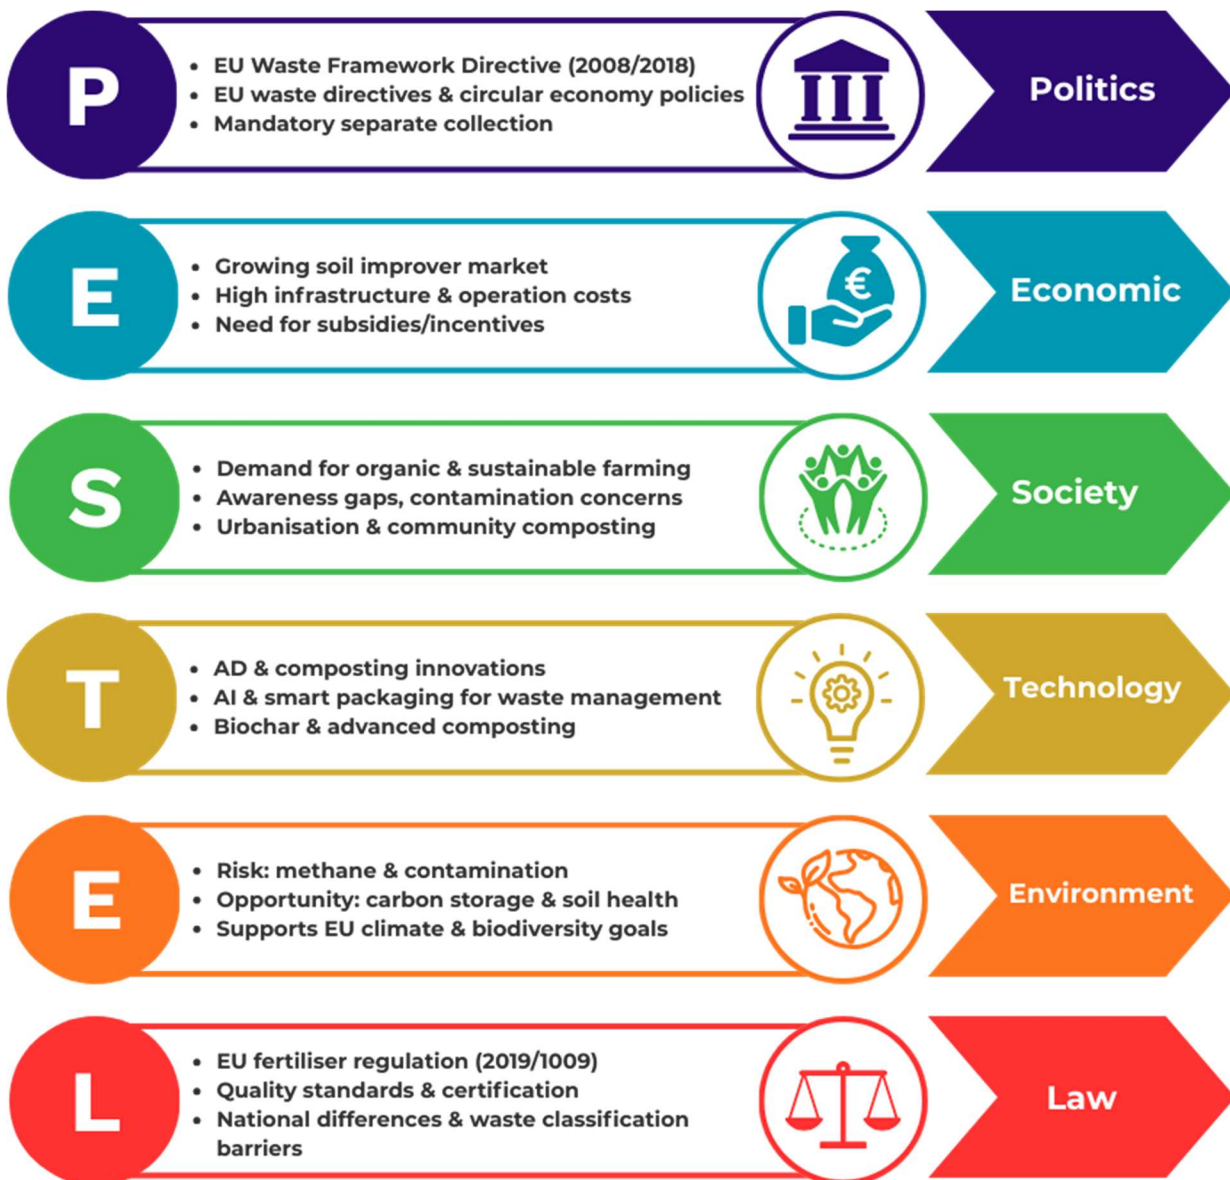 P
• EU Waste Framework Directive (2008/2018)
• EU waste directives & circular economy policies
• Mandatory separate collection
Politics
E
• Growing soil improver market
• High infrastructure & operation costs
• Need for subsidies/incentives
€
Economic
S
• Demand for organic & sustainable farming
• Awareness gaps, contamination concerns
• Urbanisation & community composting
Society
T
• AD & composting innovations
• AI & smart packaging for waste management
• Biochar & advanced composting
Technology
E
• Risk: methane & contamination
• Opportunity: carbon storage & soil health
• Supports EU climate & biodiversity goals
Environment
L
• EU fertiliser regulation (2019/1009)
• Quality standards & certification
• National differences & waste classification
barriers
Law